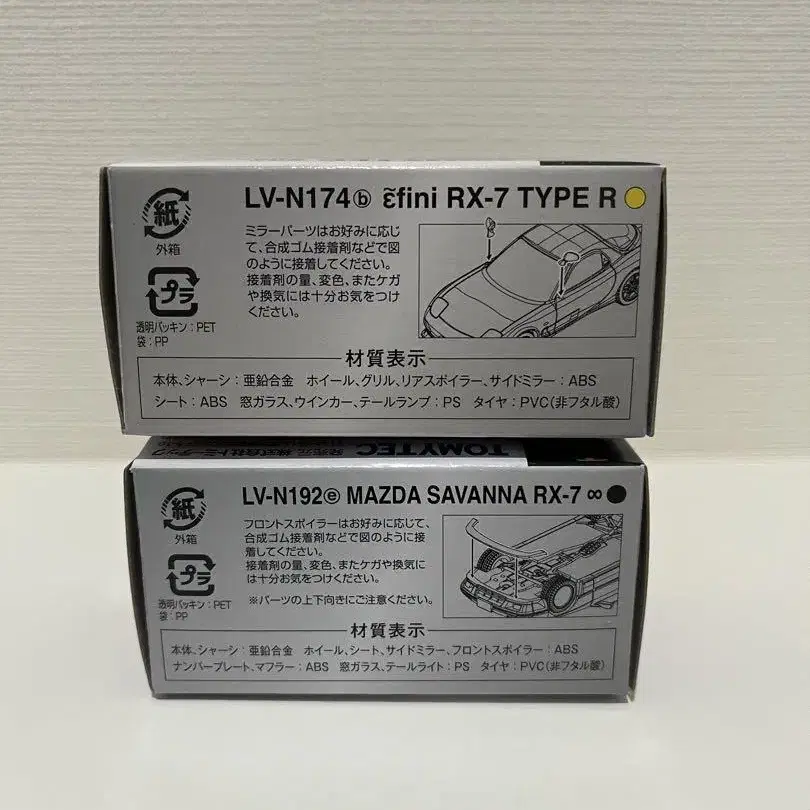 LV-N174ⓑ ε̃fini RX-7 TYPE R
紙
外箱
プラ
透明パッキン：PET
袋：PP
ミラーパーツはお好みに応じ
て、合成ゴム接着剤などで図
のように接着してください。
接着剤の量、変色、またケガ
や換気には十分お気をつけ
ください。
材質表示
本体、シャーシ：亜鉛合金 ホイール、グリル、リアスポイラー、サイドミラー：ABS
シート：ABS 窓ガラス、ウインカー、テールランプ：PS タイヤ：PVC（非フタル酸）
発売元 株式会社トミーテック
TOMYTEC
LV-N192ⓔ MAZDA SAVANNA RX-7 ∞
紙
外箱
プラ
透明パッキン：PET
袋：PP
フロントスポイラーはお好みに応じて、
合成ゴム接着剤などで図のように接
着してください。
接着剤の量、変色、またケガや換気に
は十分お気をつけください。
※パーツの上下向きにご注意ください。
材質表示
本体、シャーシ：亜鉛合金 ホイール、シート、サイドミラー、フロントスポイラー：ABS
ナンバープレート、マフラー：ABS 窓ガラス、テールライト：PS タイヤ：PVC（非フタル酸）